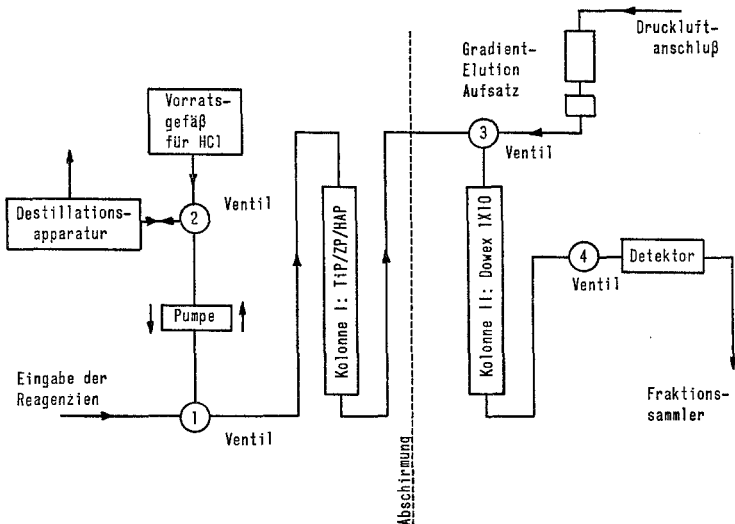 Druckluft-
anschluß
Gradient-
Elution
Aufsatz
Vorrats-
gefäß
für HCl
3
Ventil
Ventil
2
Destillations-
apparatur
Kolonne I: TiP/ZP/HAP
Kolonne II: Dowex 1X10
4
Detektor
Ventil
Pumpe
Eingabe der
Reagenzien
1
Ventil
Fraktions-
sammler
Abschirmung